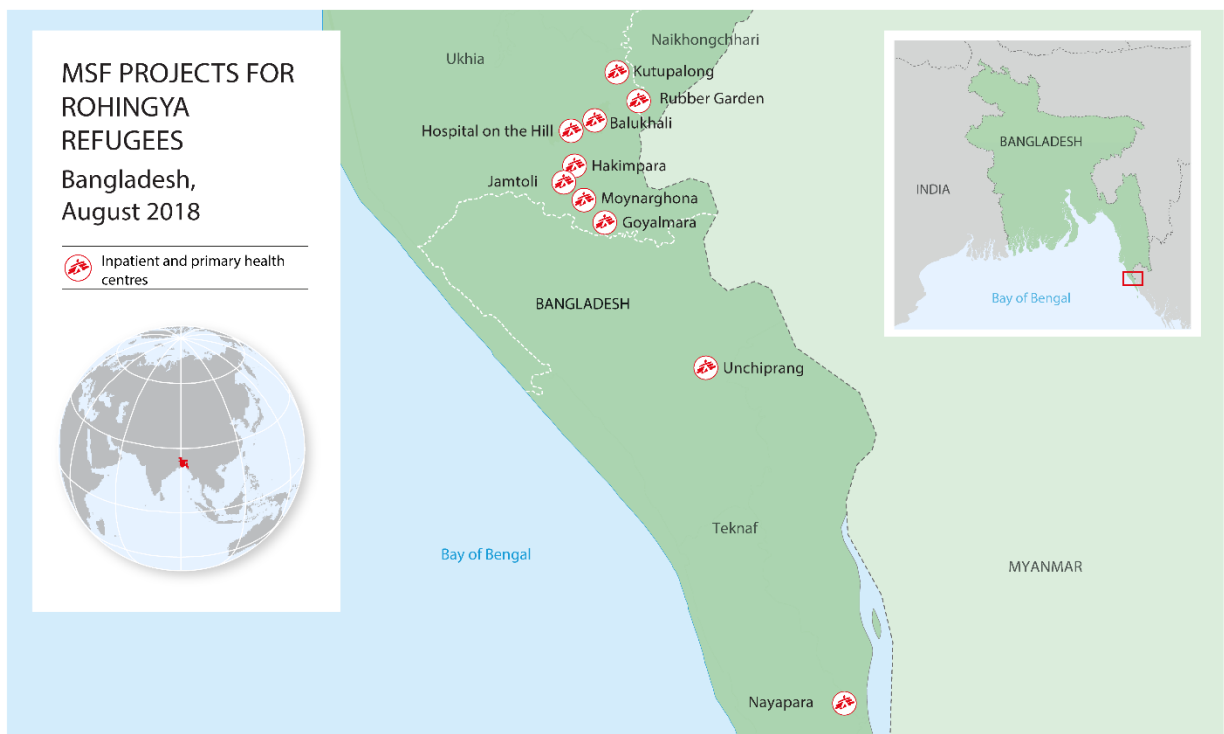 MSF PROJECTS FOR
ROHINGYA
REFUGEES
Bangladesh,
August 2018
Inpatient and primary health
centres
Ukhia
Naikhongchhari
Kutupalong
Rubber Garden
Balukhali
Hospital on the Hill
Hakimpara
Jamtoli
Moynarghona
Goyalmara
BANGLADESH
Unchiprang
Teknaf
Bay of Bengal
MYANMAR
Nayapara
BANGLADESH
INDIA
Bay of Bengal